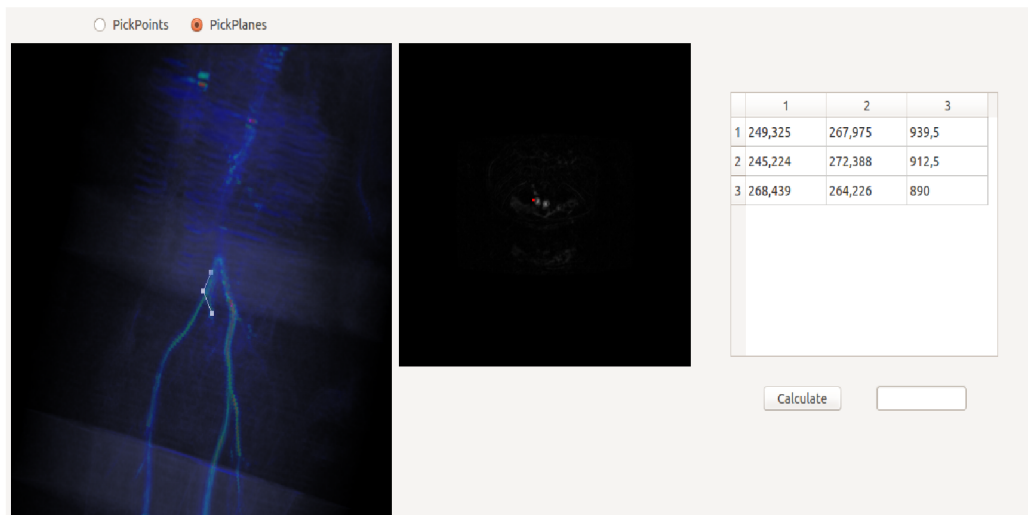 PickPoints PickPlanes
1 2 3
1 249,325 267,975 939,5
2 245,224 272,388 912,5
3 268,439 264,226 890
Calculate